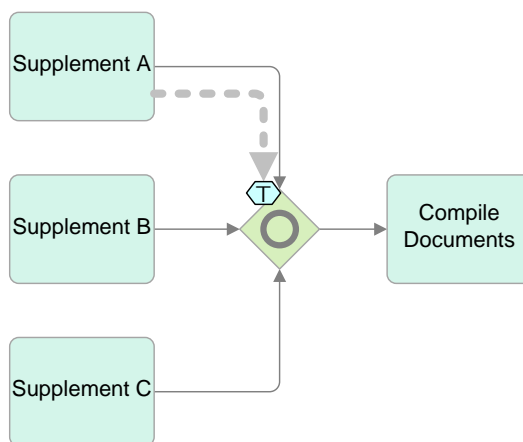 Supplement A
T
Supplement B
Compile
Documents
Supplement C